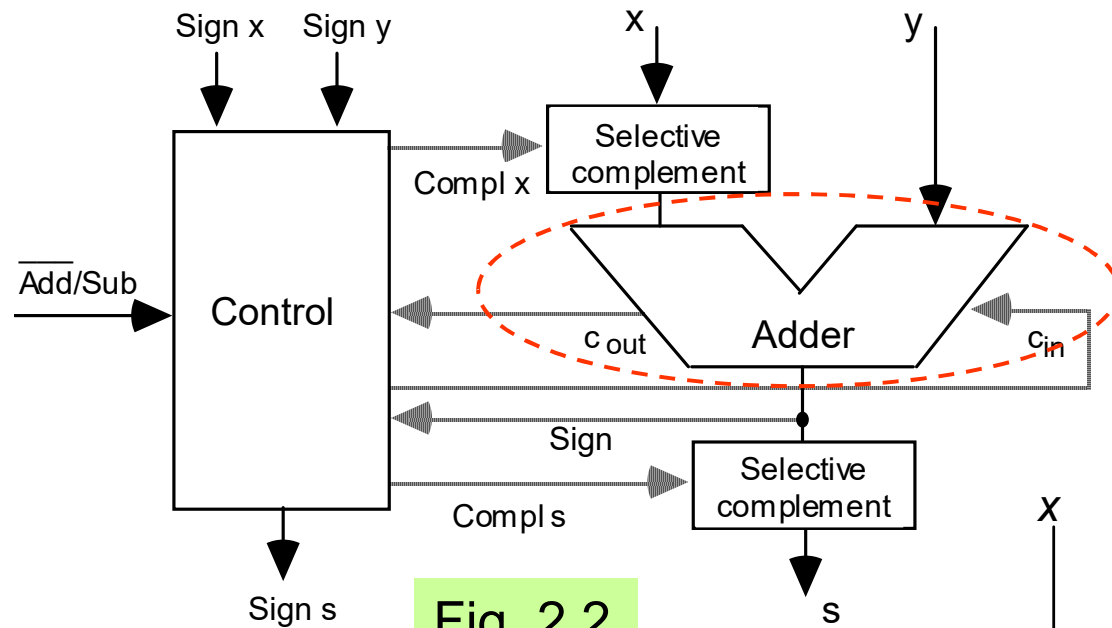 Sign x
Sign y
x
y
Selective
complement
Compl x
Add/Sub
Control
Adder
c out
c in
Sign
Selective
complement
Compl s
x
Sign s
Fig. 2.2
s